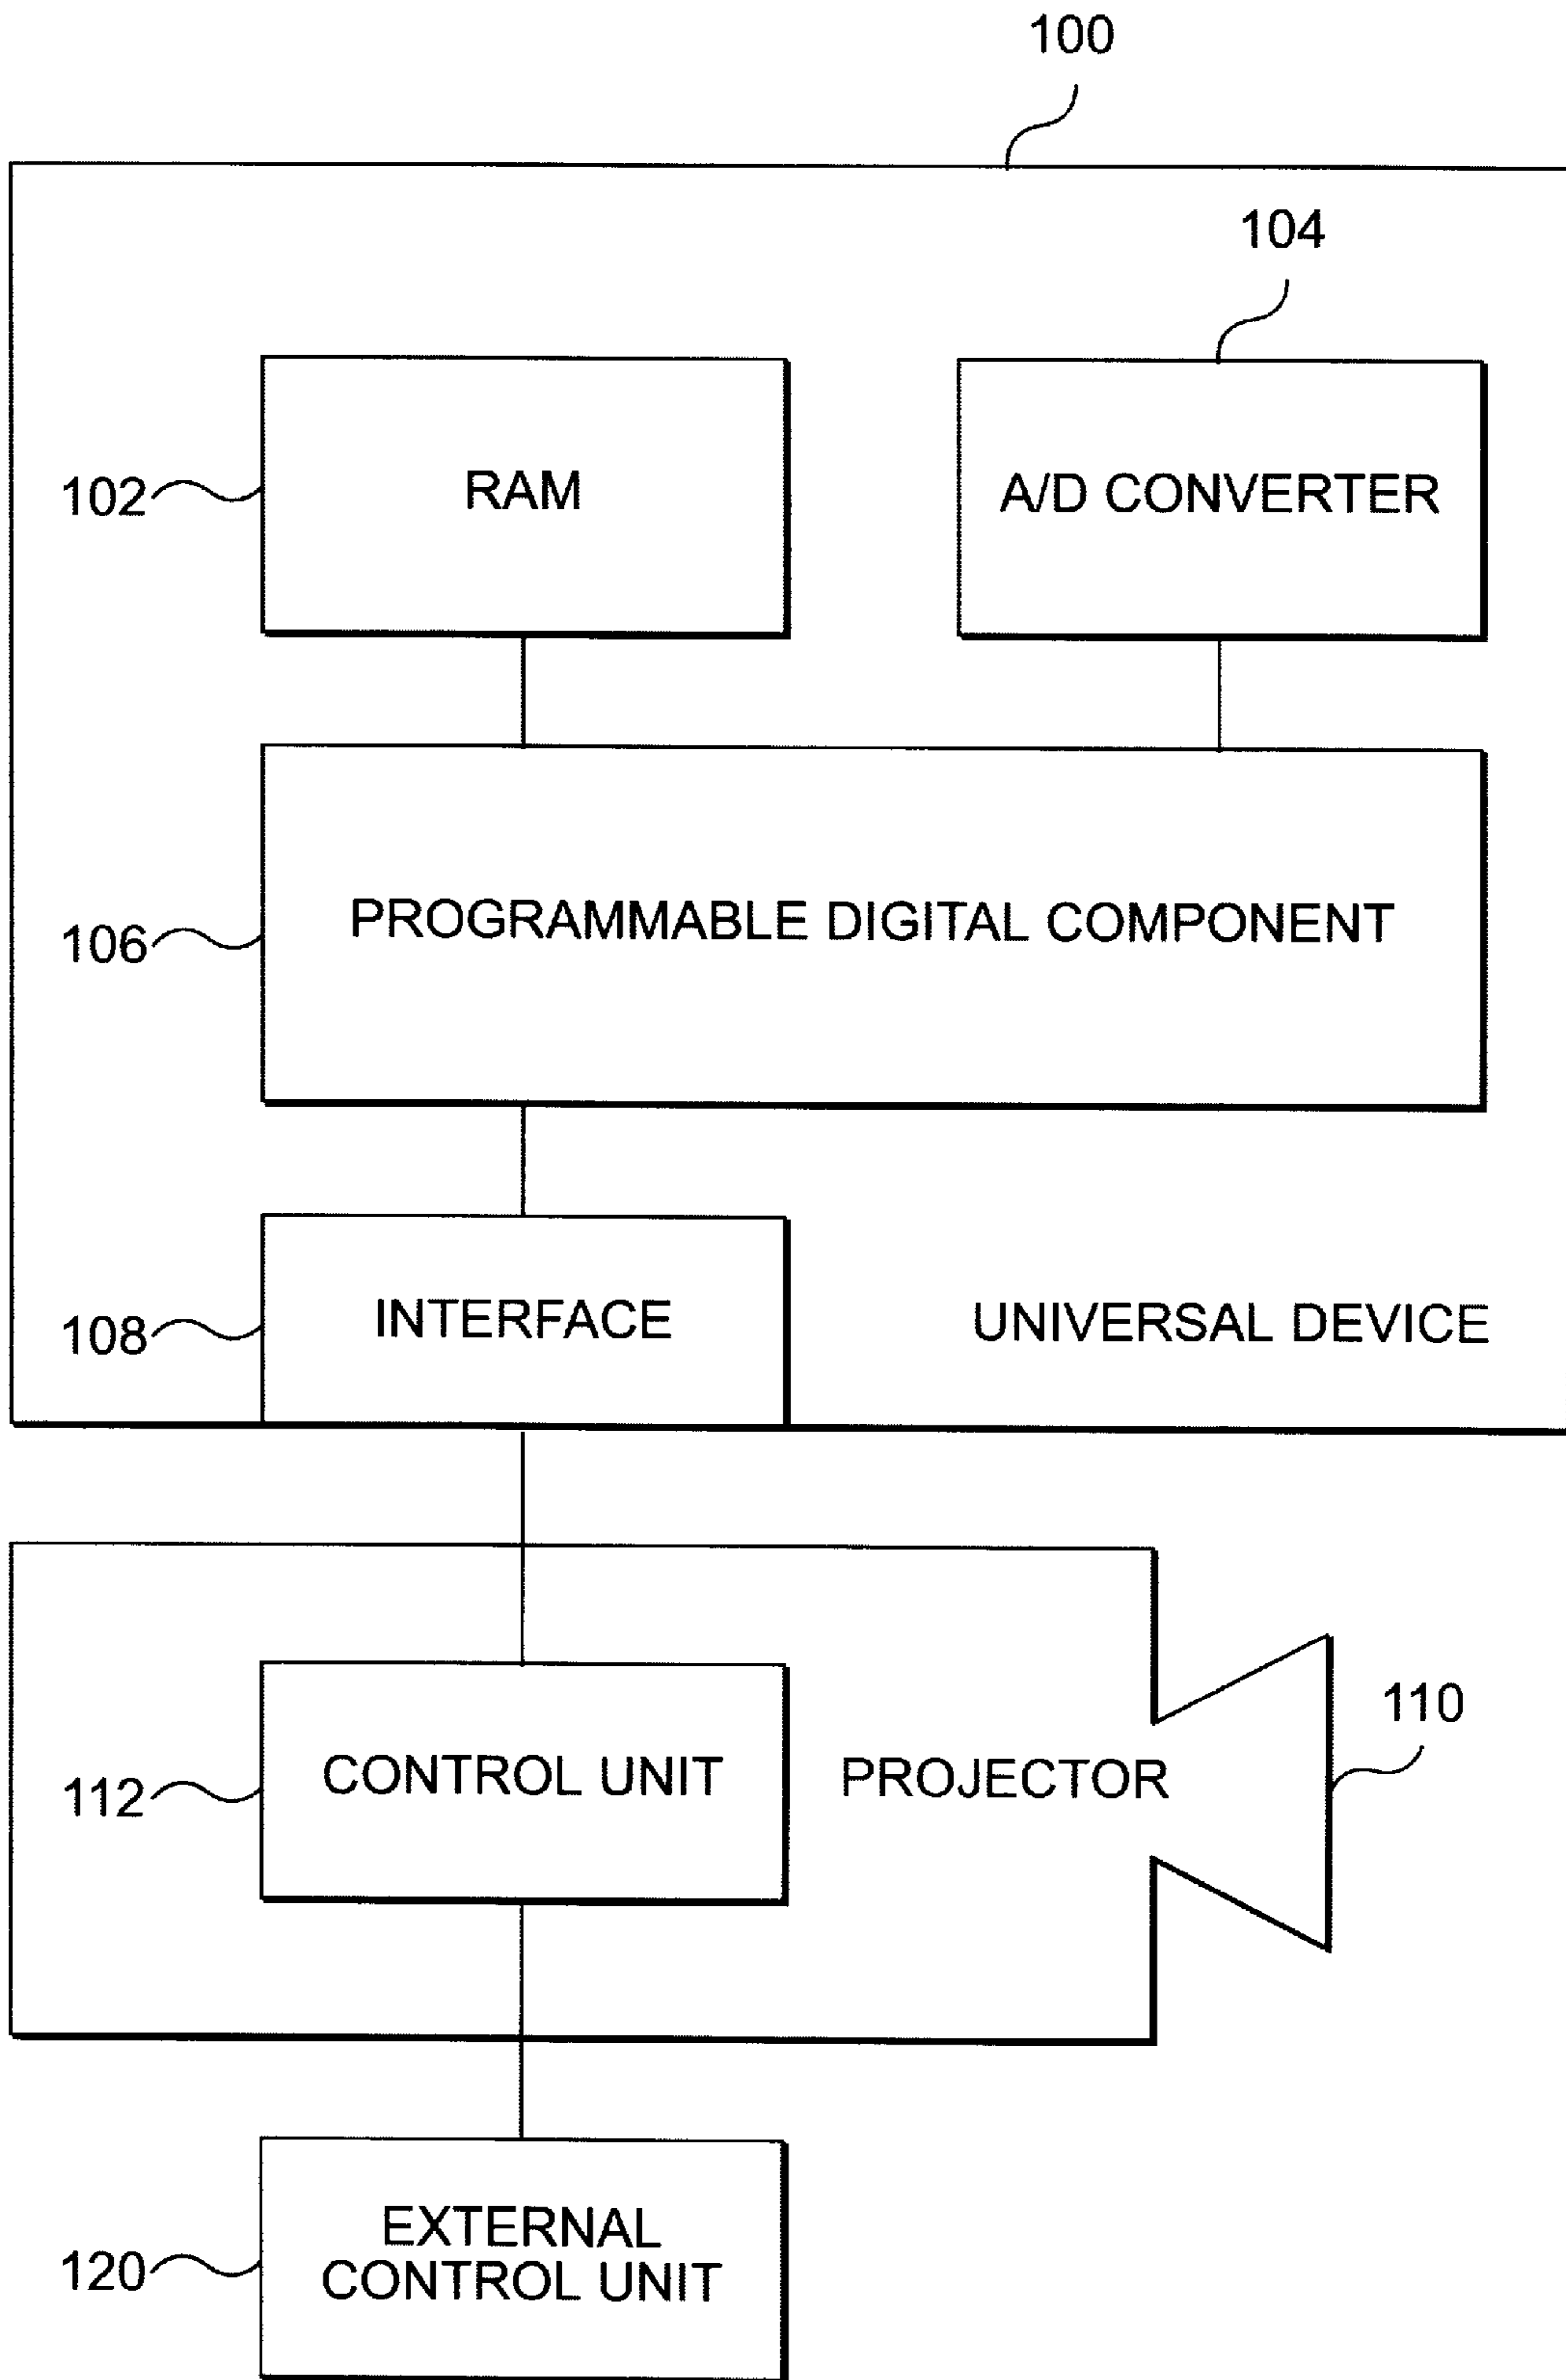 100
104
102
RAM
A/D CONVERTER
106
PROGRAMMABLE DIGITAL COMPONENT
108
INTERFACE
UNIVERSAL DEVICE
110
112
CONTROL UNIT
PROJECTOR
120
EXTERNAL
CONTROL UNIT